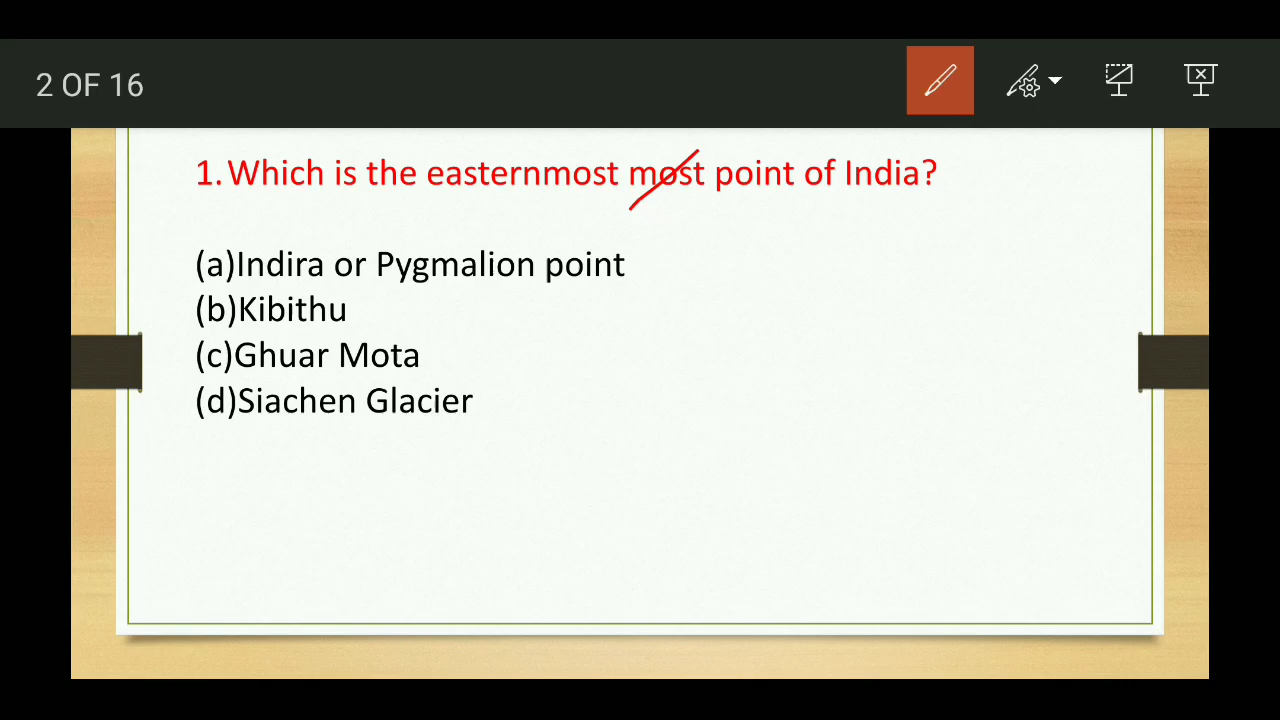 2 OF 16
1. Which is the easternmost most point of India?
(a)Indira or Pygmalion point
(b)Kibithu
(c)Ghuar Mota
(d)Siachen Glacier